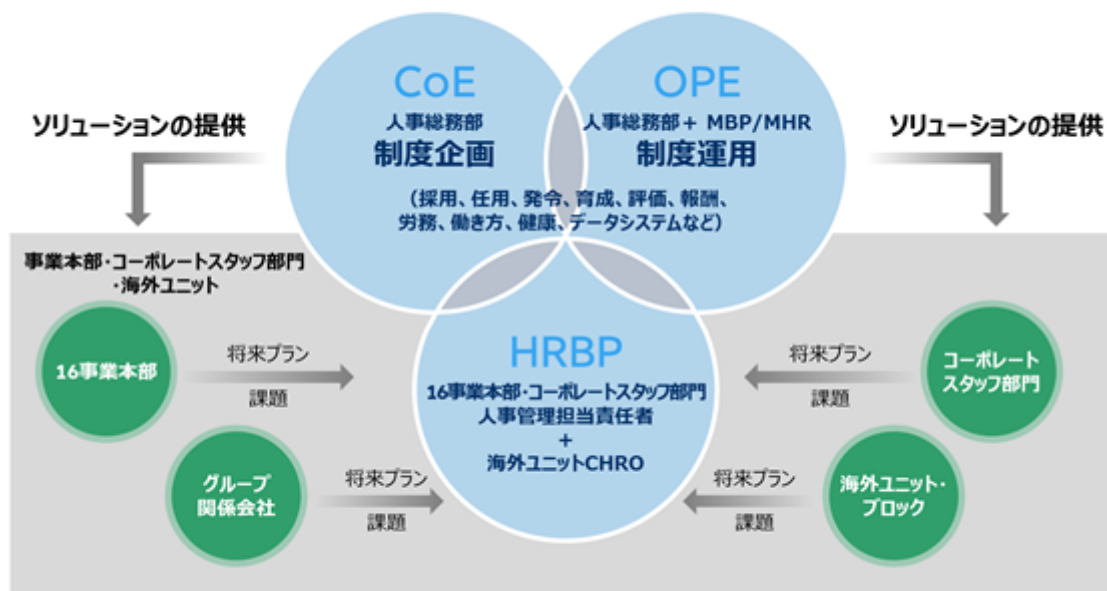 CoE
人事総務部
制度企画
OPE
人事総務部+ MBP/MHR
制度運用
（採用、任用、発令、育成、評価、報酬、
労務、働き方、健康、データシステムなど）
ソリューションの提供
ソリューションの提供
事業本部・コーポレートスタッフ部門
・海外ユニット
16事業本部
将来プラン
課題
グループ
関係会社
将来プラン
課題
HRBP
16事業本部・コーポレートスタッフ部門
人事管理担当責任者
+
海外ユニットCHRO
将来プラン
課題
コーポレート
スタッフ部門
将来プラン
課題
海外ユニット・
ブロック